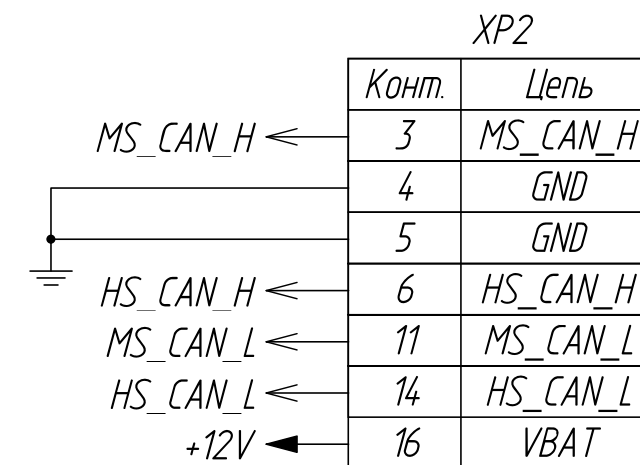 XP2
Конт. Цепь
MS_CAN_H 3 MS_CAN_H
4 GND
5 GND
HS_CAN_H 6 HS_CAN_H
MS_CAN_L 11 MS_CAN_L
HS_CAN_L 14 HS_CAN_L
+12V 16 VBAT